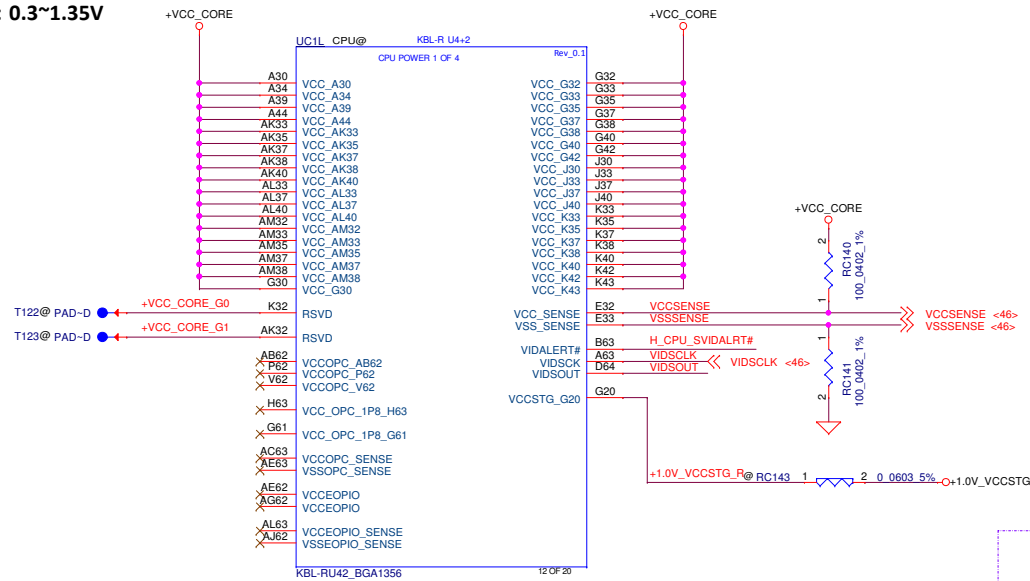 : 0.3~1.35V
+VCC_CORE
+VCC_CORE
UC1L CPU@ KBL-R U4+2
CPU POWER 1 OF 4
Rev_0.1
A30 VCC_A30
A34 VCC_A34
A39 VCC_A39
A44 VCC_A44
AK33 VCC_AK33
AK35 VCC_AK35
AK37 VCC_AK37
AK38 VCC_AK38
AK40 VCC_AK40
AL33 VCC_AL33
AL37 VCC_AL37
AL40 VCC_AL40
AM32 VCC_AM32
AM33 VCC_AM33
AM35 VCC_AM35
AM37 VCC_AM37
AM38 VCC_AM38
G30 VCC_G30
T122@ PAD~D +VCC_CORE_G0 K32 RSVD
T123@ PAD~D +VCC_CORE_G1 AK32 RSVD
AB62 VCCOPC_AB62
P62 VCCOPC_P62
V62 VCCOPC_V62
H63 VCC_OPC_1P8_H63
G61 VCC_OPC_1P8_G61
AC63 VCCOPC_SENSE
AE63 VSSOPC_SENSE
AE62 VCCEOPIO
AG62 VCCEOPIO
AL63 VCCEOPIO_SENSE
AJ62 VSSEOPIO_SENSE
VCC_G32 G32
VCC_G33 G33
VCC_G35 G35
VCC_G37 G37
VCC_G38 G38
VCC_G40 G40
VCC_G42 G42
VCC_J30 J30
VCC_J33 J33
VCC_J37 J37
VCC_J40 J40
VCC_K33 K33
VCC_K35 K35
VCC_K37 K37
VCC_K38 K38
VCC_K40 K40
VCC_K42 K42
VCC_K43 K43
VCC_SENSE E32 VCCSENSE VCCSENSE <46>
VSS_SENSE E33 VSSSENSE VSSSENSE <46>
VIDALERT# B63 H_CPU_SVIDALRT#
VIDSCK A63 VIDSCLK VIDSCLK <46>
VIDSOUT D64 VIDSOUT
VCCSTG_G20 G20
+VCC_CORE
2
RC140
100_0402_1%
1
1
RC141
100_0402_1%
2
+1.0V_VCCSTG_R @ RC143 1 2 0_0603_5% +1.0V_VCCSTG
KBL-RU42_BGA1356
12 OF 20